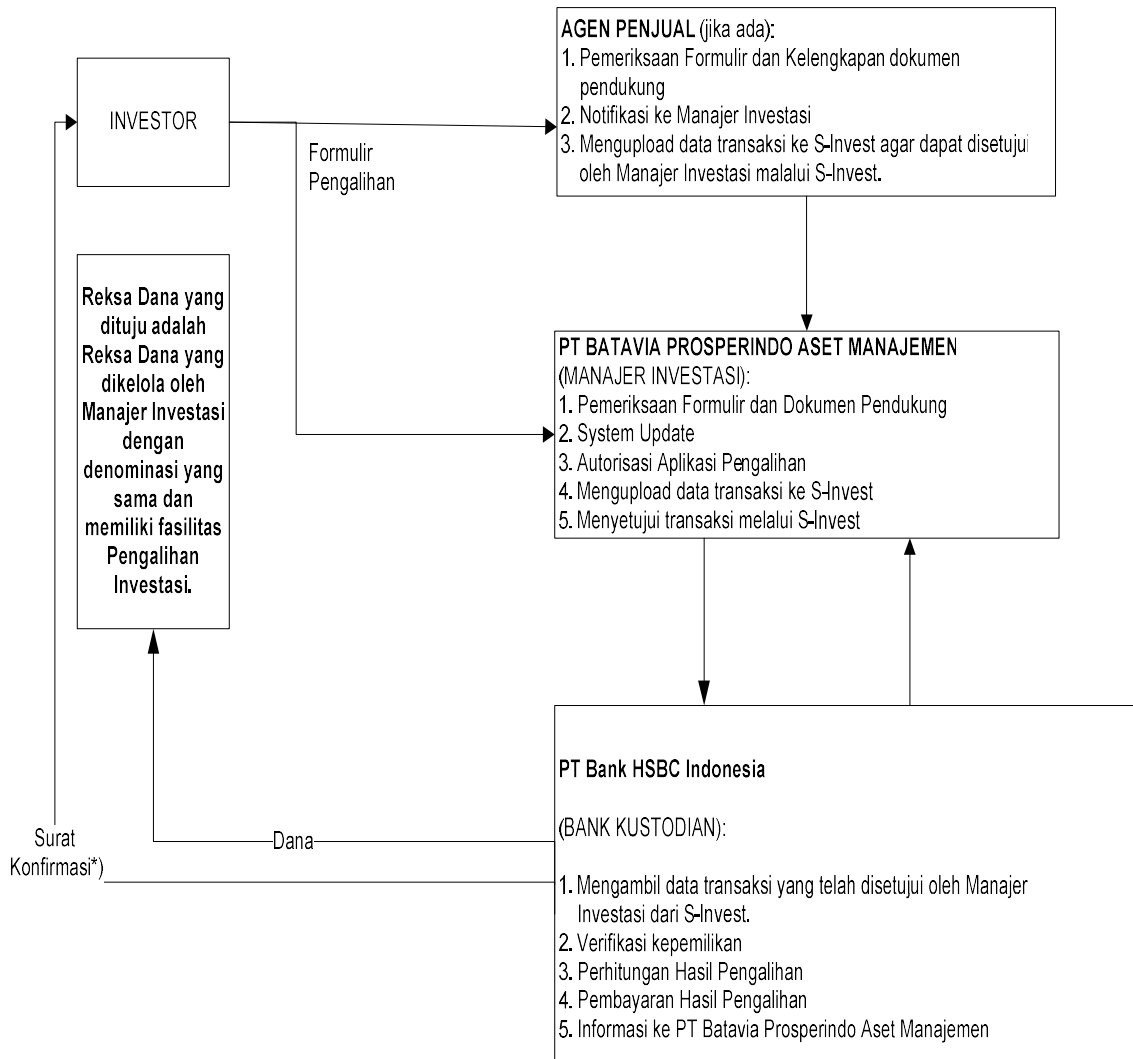 AGEN PENJUAL (jika ada):
1. Pemeriksaan Formulir dan Kelengkapan dokumen
pendukung
2. Notifikasi ke Manajer Investasi
3. Mengupload data transaksi ke S-Invest agar dapat disetujui
oleh Manajer Investasi malalui S-Invest.
INVESTOR
Formulir
Pengalihan
Reksa Dana yang
dituju adalah
Reksa Dana yang
dikelola oleh
Manajer Investasi
dengan
denominasi yang
sama dan
memiliki fasilitas
Pengalihan
Investasi.
PT BATAVIA PROSPERINDO ASET MANAJEMEN
(MANAJER INVESTASI):
1. Pemeriksaan Formulir dan Dokumen Pendukung
2. System Update
3. Autorisasi Aplikasi Pengalihan
4. Mengupload data transaksi ke S-Invest
5. Menyetujui transaksi melalui S-Invest
PT Bank HSBC Indonesia
(BANK KUSTODIAN):
1. Mengambil data transaksi yang telah disetujui oleh Manajer
Investasi dari S-Invest.
2. Verifikasi kepemilikan
3. Perhitungan Hasil Pengalihan
4. Pembayaran Hasil Pengalihan
5. Informasi ke PT Batavia Prosperindo Aset Manajemen
Dana
Surat
Konfirmasi*)